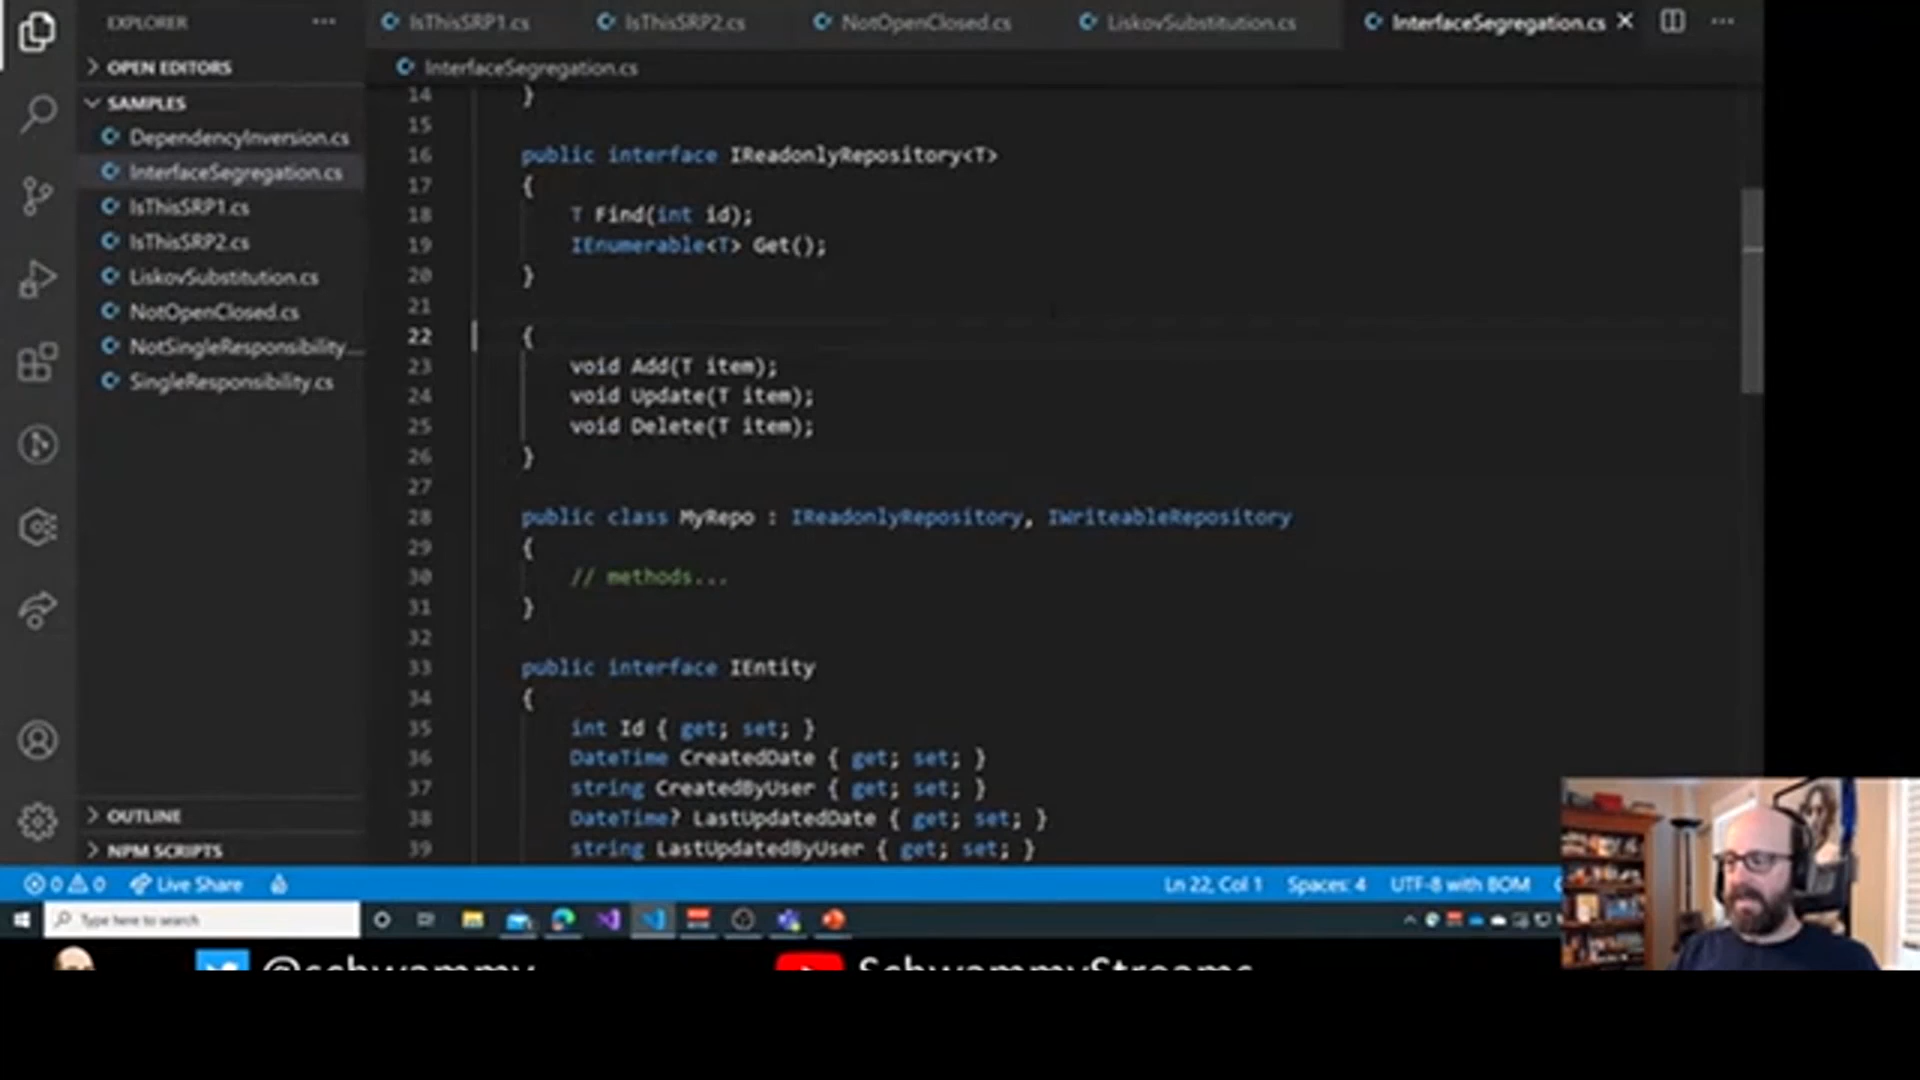 EXPLORER
IsThisSRP1.cs
IsThisSRP2.cs
NotOpenClosed.cs
LiskovSubstitution.cs
InterfaceSegregation.cs
OPEN EDITORS
InterfaceSegregation.cs
SAMPLES
DependencyInversion.cs
InterfaceSegregation.cs
IsThisSRP1.cs
IsThisSRP2.cs
LiskovSubstitution.cs
NotOpenClosed.cs
NotSingleResponsibility...
SingleResponsibility.cs
OUTLINE
NPM SCRIPTS
14 }
15
16 public interface IReadonlyRepository<T>
17 {
18 T Find(int id);
19 IEnumerable<T> Get();
20 }
21
22 {
23 void Add(T item);
24 void Update(T item);
25 void Delete(T item);
26 }
27
28 public class MyRepo : IReadonlyRepository, IWriteableRepository
29 {
30 // methods...
31 }
32
33 public interface IEntity
34 {
35 int Id { get; set; }
36 DateTime CreatedDate { get; set; }
37 string CreatedByUser { get; set; }
38 DateTime? LastUpdatedDate { get; set; }
39 string LastUpdatedByUser { get; set; }
0 0 Live Share Ln 22, Col 1 Spaces: 4 UTF-8 with BOM
Type here to search
@schwammy SchwammyStreams